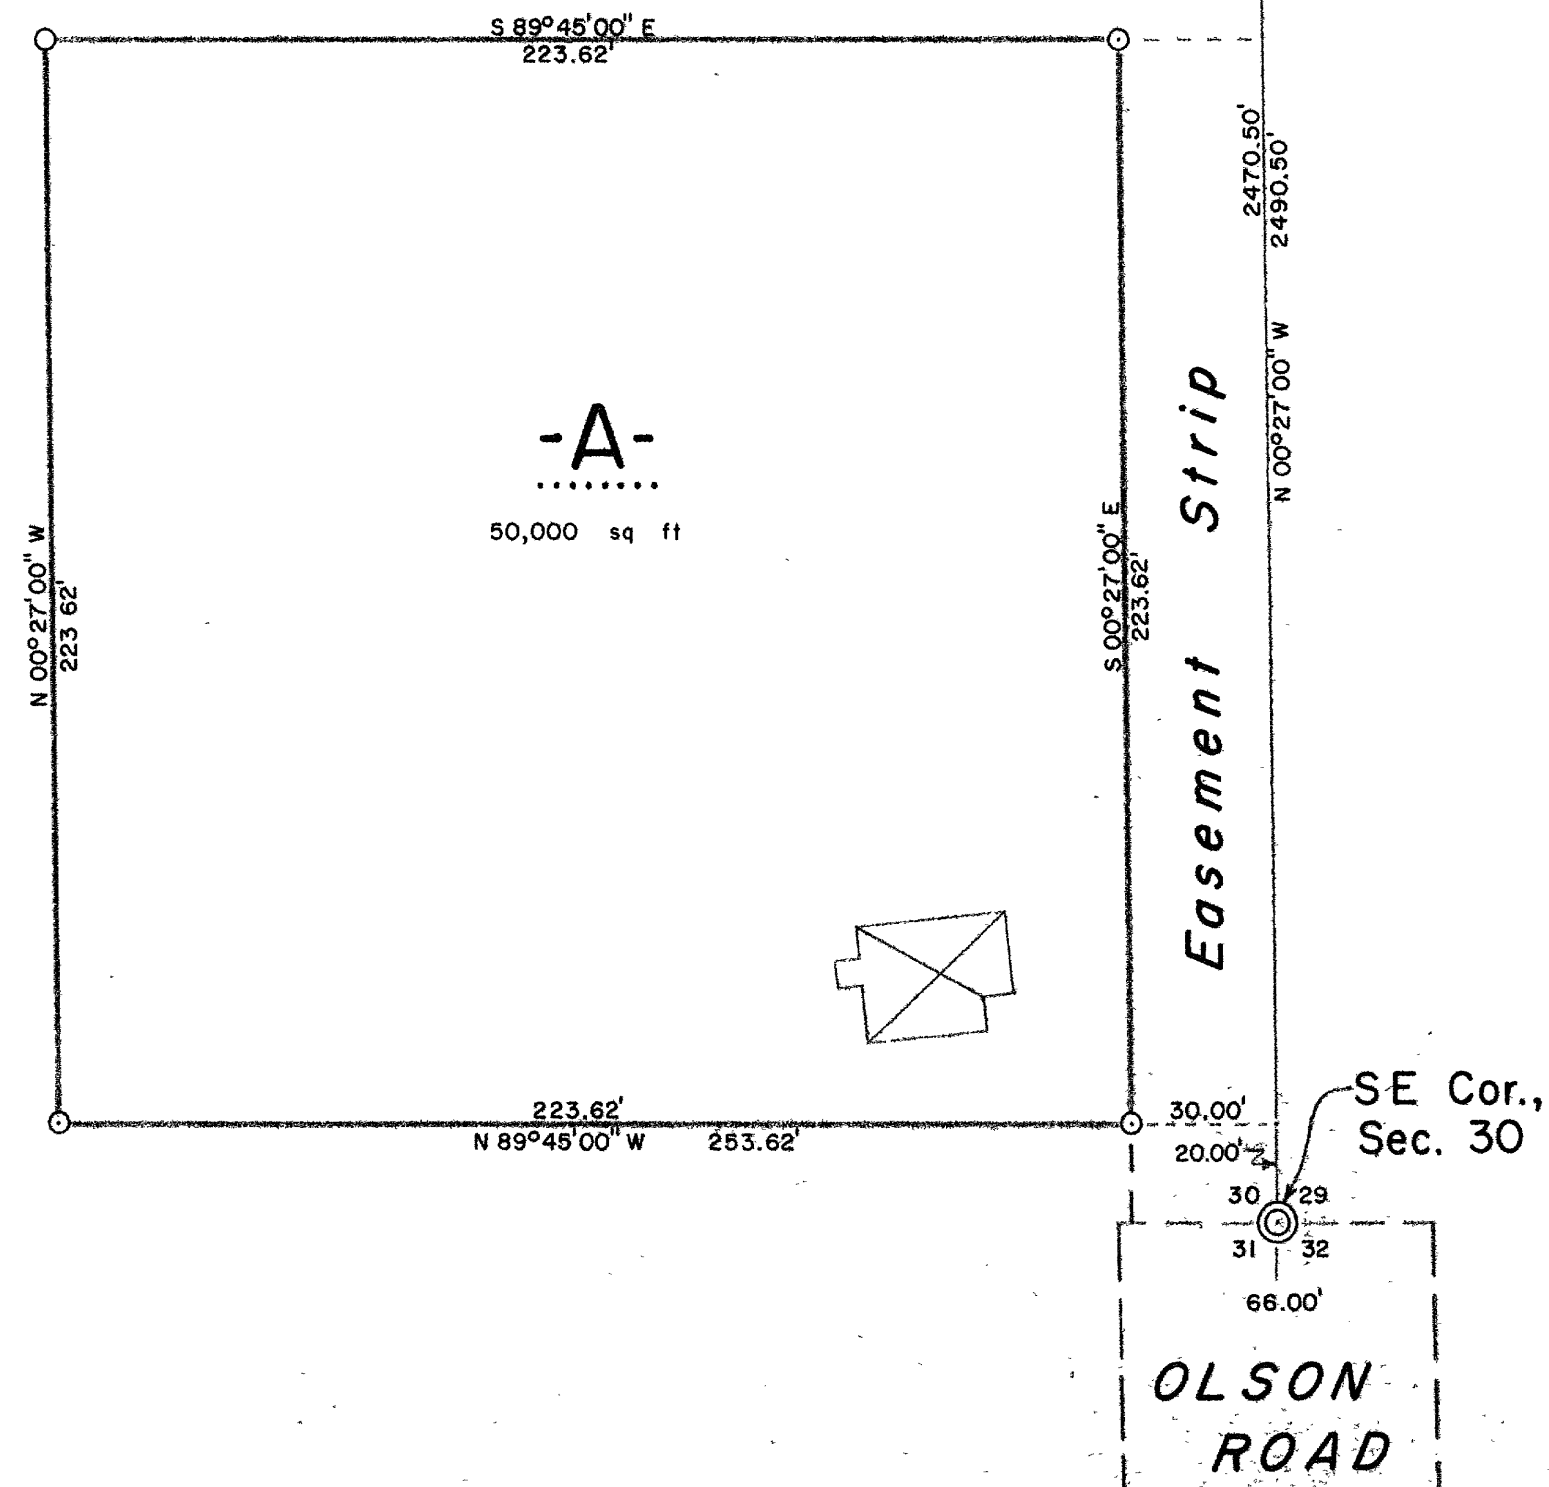 S 89°45'00" E
223.62'
2470.50'
2490.50'
N 00°27'00" W
-A-
50,000 sq ft
N 00°27'00" W
223 62'
S 00°27'00" E
223.62'
Easement Strip
223.62'
N 89°45'00" W 253.62'
30.00'
20.00'
SE Cor.,
Sec. 30
30 29
31 32
66.00'
OLSON
ROAD